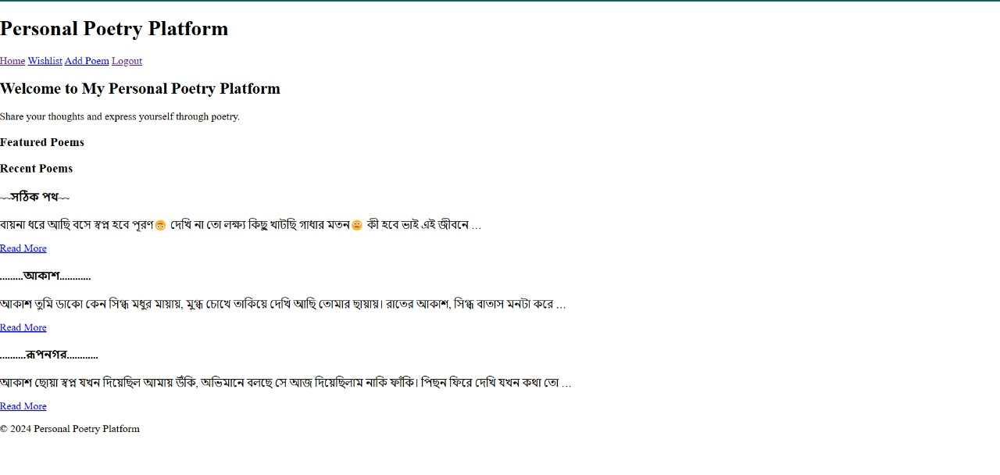 Personal Poetry Platform
Home Wishlist Add Poem Logout
Welcome to My Personal Poetry Platform
Share your thoughts and express yourself through poetry.
Featured Poems
Recent Poems
~~সঠিক পথ~~
বায়না ধরে আছি বসে স্বপ্ন হবে পূরণ🙃 দেখি না তো লক্ষ্য কিছু খাটছি গাধার মতন😐 কী হবে ভাই এই জীবনে …
Read More
.........আকাশ............
আকাশ তুমি ডাকো কেন স্নিগ্ধ মধুর মায়ায়, মুগ্ধ চোখে তাকিয়ে দেখি আছি তোমার ছায়ায়। রাতের আকাশ, স্নিগ্ধ বাতাস মনটা করে …
Read More
..........রূপনগর............
আকাশ ছোয়া স্বপ্ন যখন দিয়েছিল আমায় উঁকি, অভিমানে বলছে সে আজ দিয়েছিলাম নাকি ফাঁকি। পিছন ফিরে দেখি যখন কথা তো …
Read More
© 2024 Personal Poetry Platform